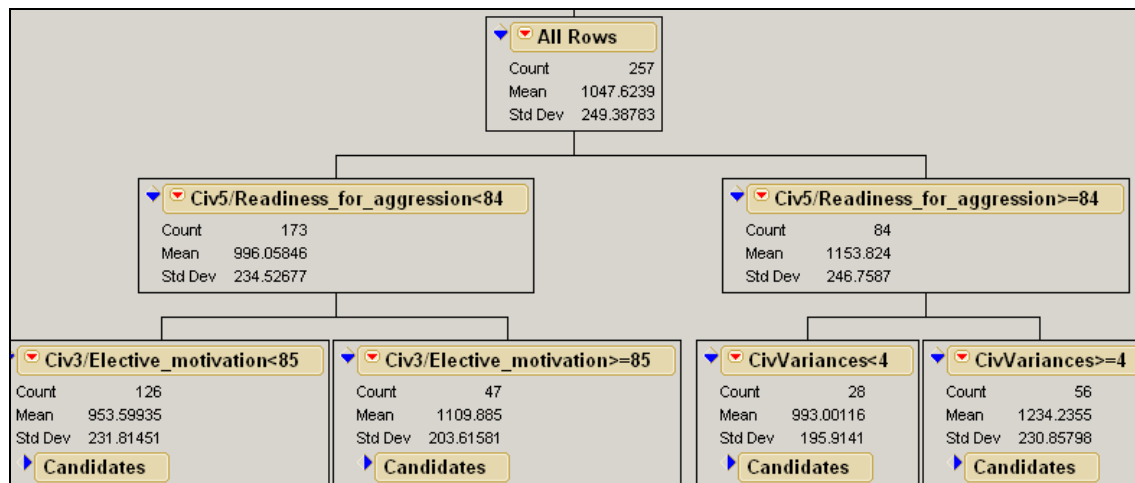 All Rows
Count 257
Mean 1047.6239
Std Dev 249.38783
Civ5/Readiness_for_aggression<84
Count 173
Mean 996.05846
Std Dev 234.52677
Civ5/Readiness_for_aggression>=84
Count 84
Mean 1153.824
Std Dev 246.7587
Civ3/Elective_motivation<85
Count 126
Mean 953.59935
Std Dev 231.81451
Candidates
Civ3/Elective_motivation>=85
Count 47
Mean 1109.885
Std Dev 203.61581
Candidates
CivVariances<4
Count 28
Mean 993.00116
Std Dev 195.9141
Candidates
CivVariances>=4
Count 56
Mean 1234.2355
Std Dev 230.85798
Candidates